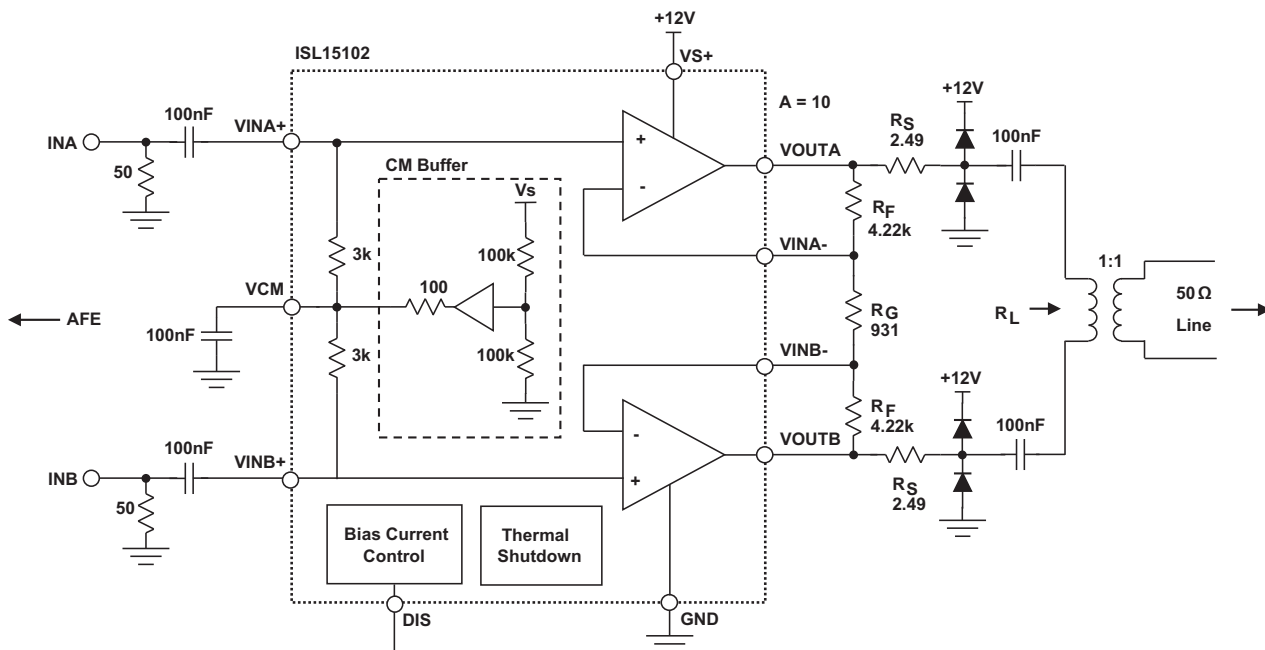 +12V
ISL15102
VS+
A = 10
+12V
100nF
RS
2.49
100nF
INA
VINA+
VOUTA
50
CM Buffer
+
-
Vs
RF
4.22k
3k
100k
VINA-
1:1
VCM
100
RG
931
RL
50Ω
Line
AFE
100nF
3k
100k
VINB-
+12V
RF
4.22k
100nF
-
VOUTB
100nF
INB
VINB+
+
RS
2.49
50
Bias Current
Control
Thermal
Shutdown
DIS
GND